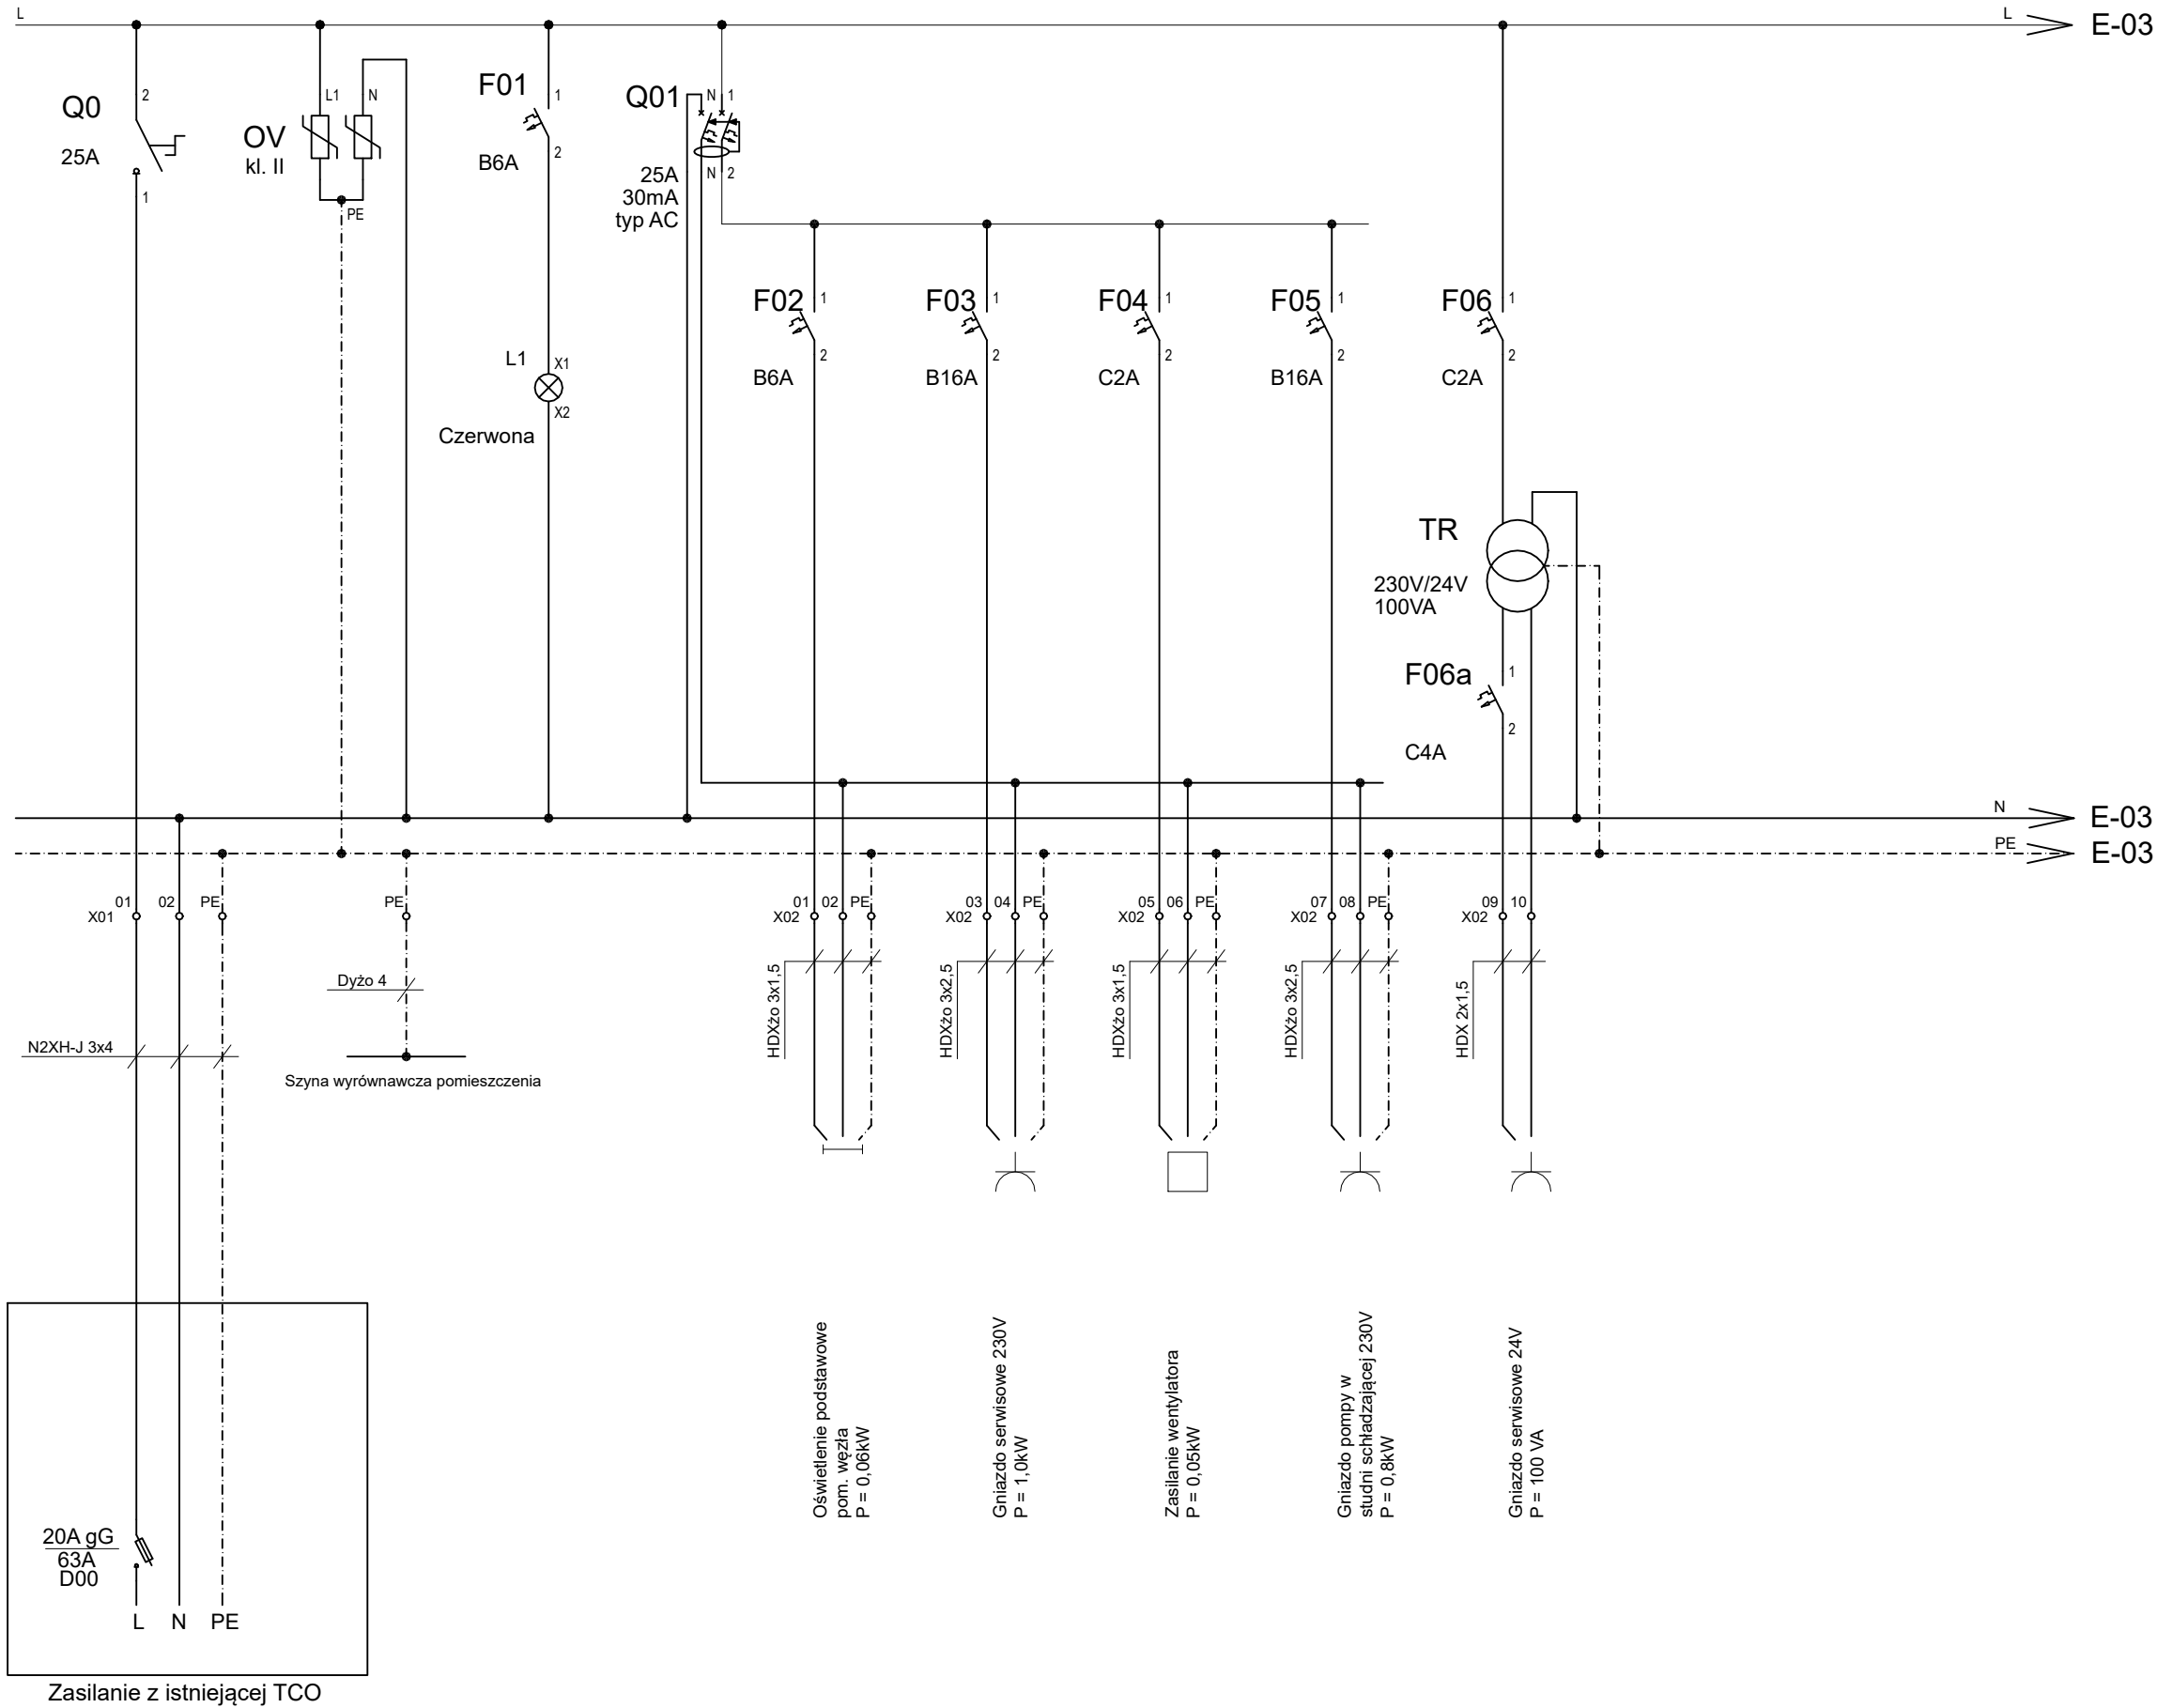 L
L
E-03
Q0
25A
2
1
OV
kl. II
L1
N
PE
F01
B6A
1
2
L1
X1
X2
Czerwona
Q01
N
1
N
2
25A
30mA
typ AC
F02
1
2
B6A
F03
1
2
B16A
F04
1
2
C2A
F05
1
2
B16A
F06
1
2
C2A
TR
230V/24V
100VA
F06a
1
2
C4A
N
E-03
PE
E-03
X01
01
02
PE
PE
X02
01
02
PE
X02
03
04
PE
X02
05
06
PE
X02
07
08
PE
X02
09
10
Dyżo 4
N2XH-J 3x4
Szyna wyrównawcza pomieszczenia
HDXżo 3x1,5
HDXżo 3x2,5
HDXżo 3x1,5
HDXżo 3x2,5
HDX 2x1,5
Oświetlenie podstawowe
pom. węzła
P = 0,06kW
Gniazdo serwisowe 230V
P = 1,0kW
Zasilanie wentylatora
P = 0,05kW
Gniazdo pompy w
studni schładzającej 230V
P = 0,8kW
Gniazdo serwisowe 24V
P = 100 VA
20A gG
63A
D00
L
N
PE
Zasilanie z istniejącej TCO